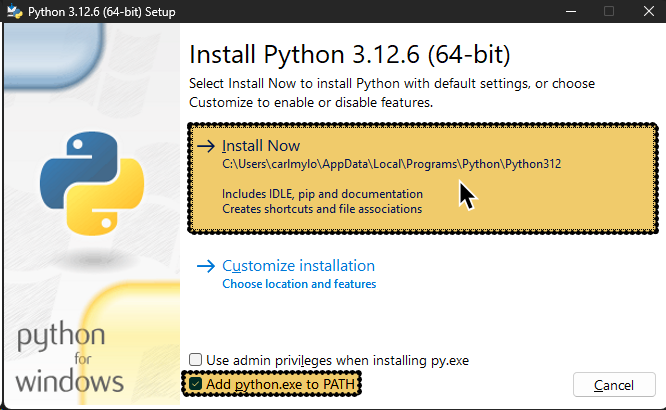 Python 3.12.6 (64-bit) Setup
Install Python 3.12.6 (64-bit)
Select Install Now to install Python with default settings, or choose
Customize to enable or disable features.
Install Now
C:\Users\carlmylo\AppData\Local\Programs\Python\Python312
Includes IDLE, pip and documentation
Creates shortcuts and file associations
Customize installation
Choose location and features
python
for
windows
Use admin privileges when installing py.exe
Add python.exe to PATH
Cancel